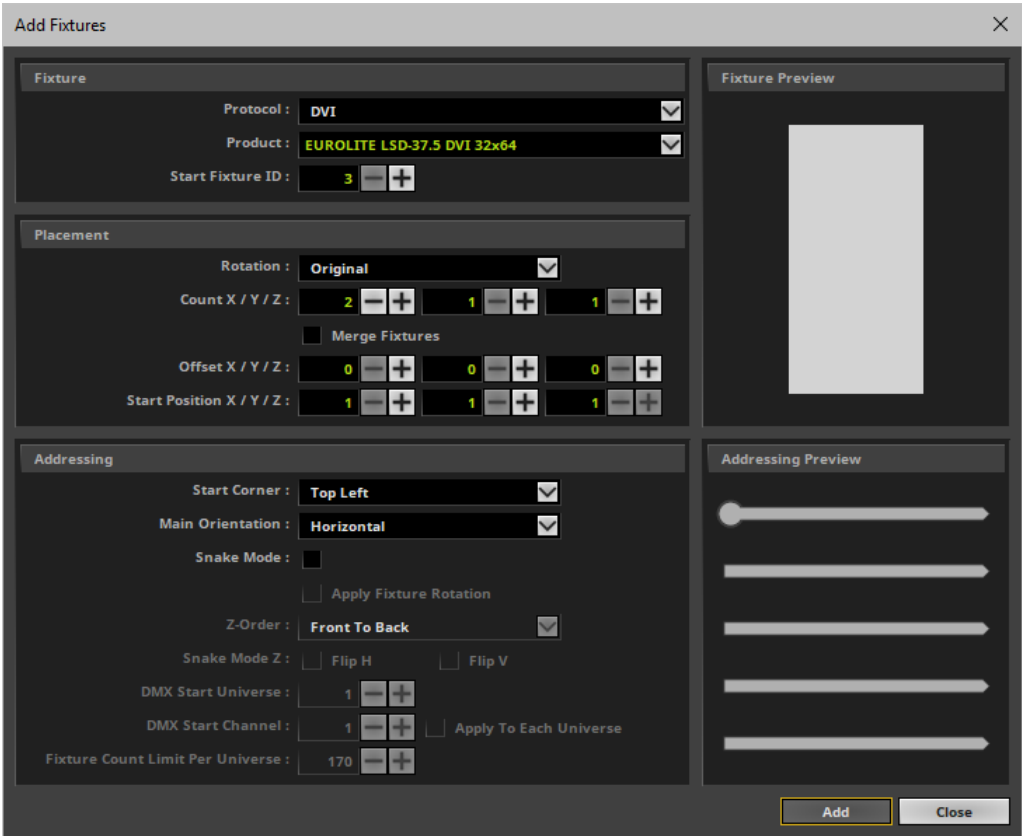 Add Fixtures
Fixture
Protocol : DVI
Product : EUROLITE LSD-37.5 DVI 32x64
Start Fixture ID : 3
Placement
Rotation : Original
Count X / Y / Z : 2 1 1
Merge Fixtures
Offset X / Y / Z : 0 0 0
Start Position X / Y / Z : 1 1 1
Addressing
Start Corner : Top Left
Main Orientation : Horizontal
Snake Mode :
Apply Fixture Rotation
Z-Order : Front To Back
Snake Mode Z : Flip H Flip V
DMX Start Universe : 1
DMX Start Channel : 1 Apply To Each Universe
Fixture Count Limit Per Universe : 170
Fixture Preview
Addressing Preview
Add Close